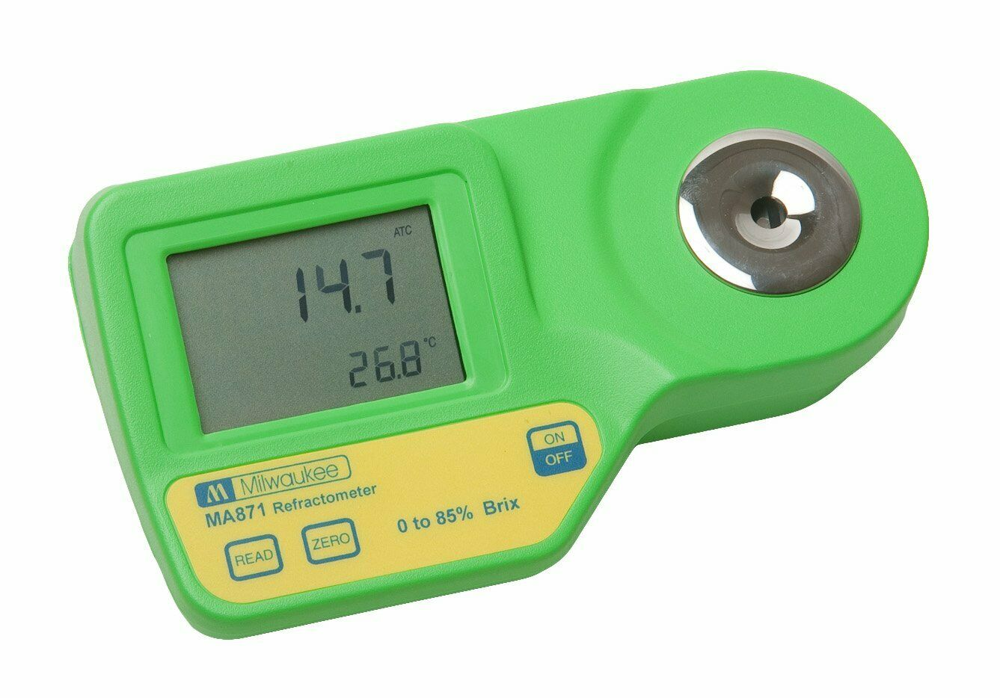 ATC
14.7
26.8 °C
ON
OFF
M Milwaukee
MA871 Refractometer
0 to 85% Brix
READ
ZERO